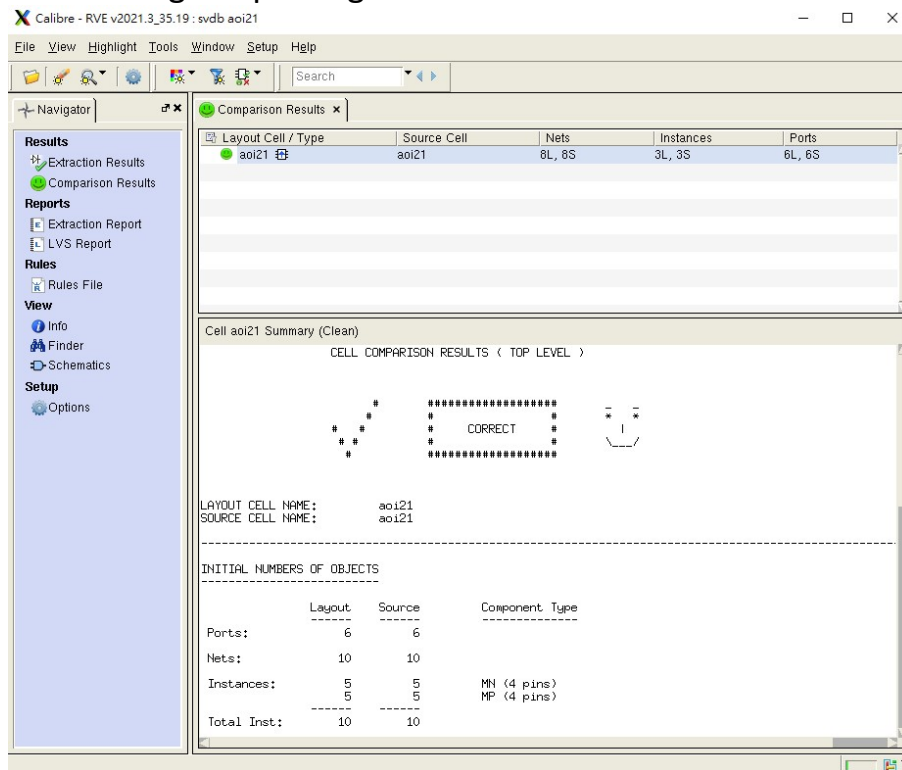 Calibre - RVE v2021.3_35.19 : svdb aoi21
File View Highlight Tools Window Setup Help
Search
Navigator
Comparison Results
Results
Extraction Results
Comparison Results
Reports
Extraction Report
LVS Report
Rules
Rules File
View
Info
Finder
Schematics
Setup
Options
Layout Cell / Type Source Cell Nets Instances Ports
aoi21 aoi21 8L, 8S 3L, 3S 6L, 6S
Cell aoi21 Summary (Clean)
CELL COMPARISON RESULTS ( TOP LEVEL )
# ################### _ _
# # # * *
# # # CORRECT # |
# # # # \___/
# ###################
LAYOUT CELL NAME: aoi21
SOURCE CELL NAME: aoi21
INITIAL NUMBERS OF OBJECTS
Layout Source Component Type
Ports: 6 6
Nets: 10 10
Instances: 5 5 MN (4 pins)
5 5 MP (4 pins)
Total Inst: 10 10